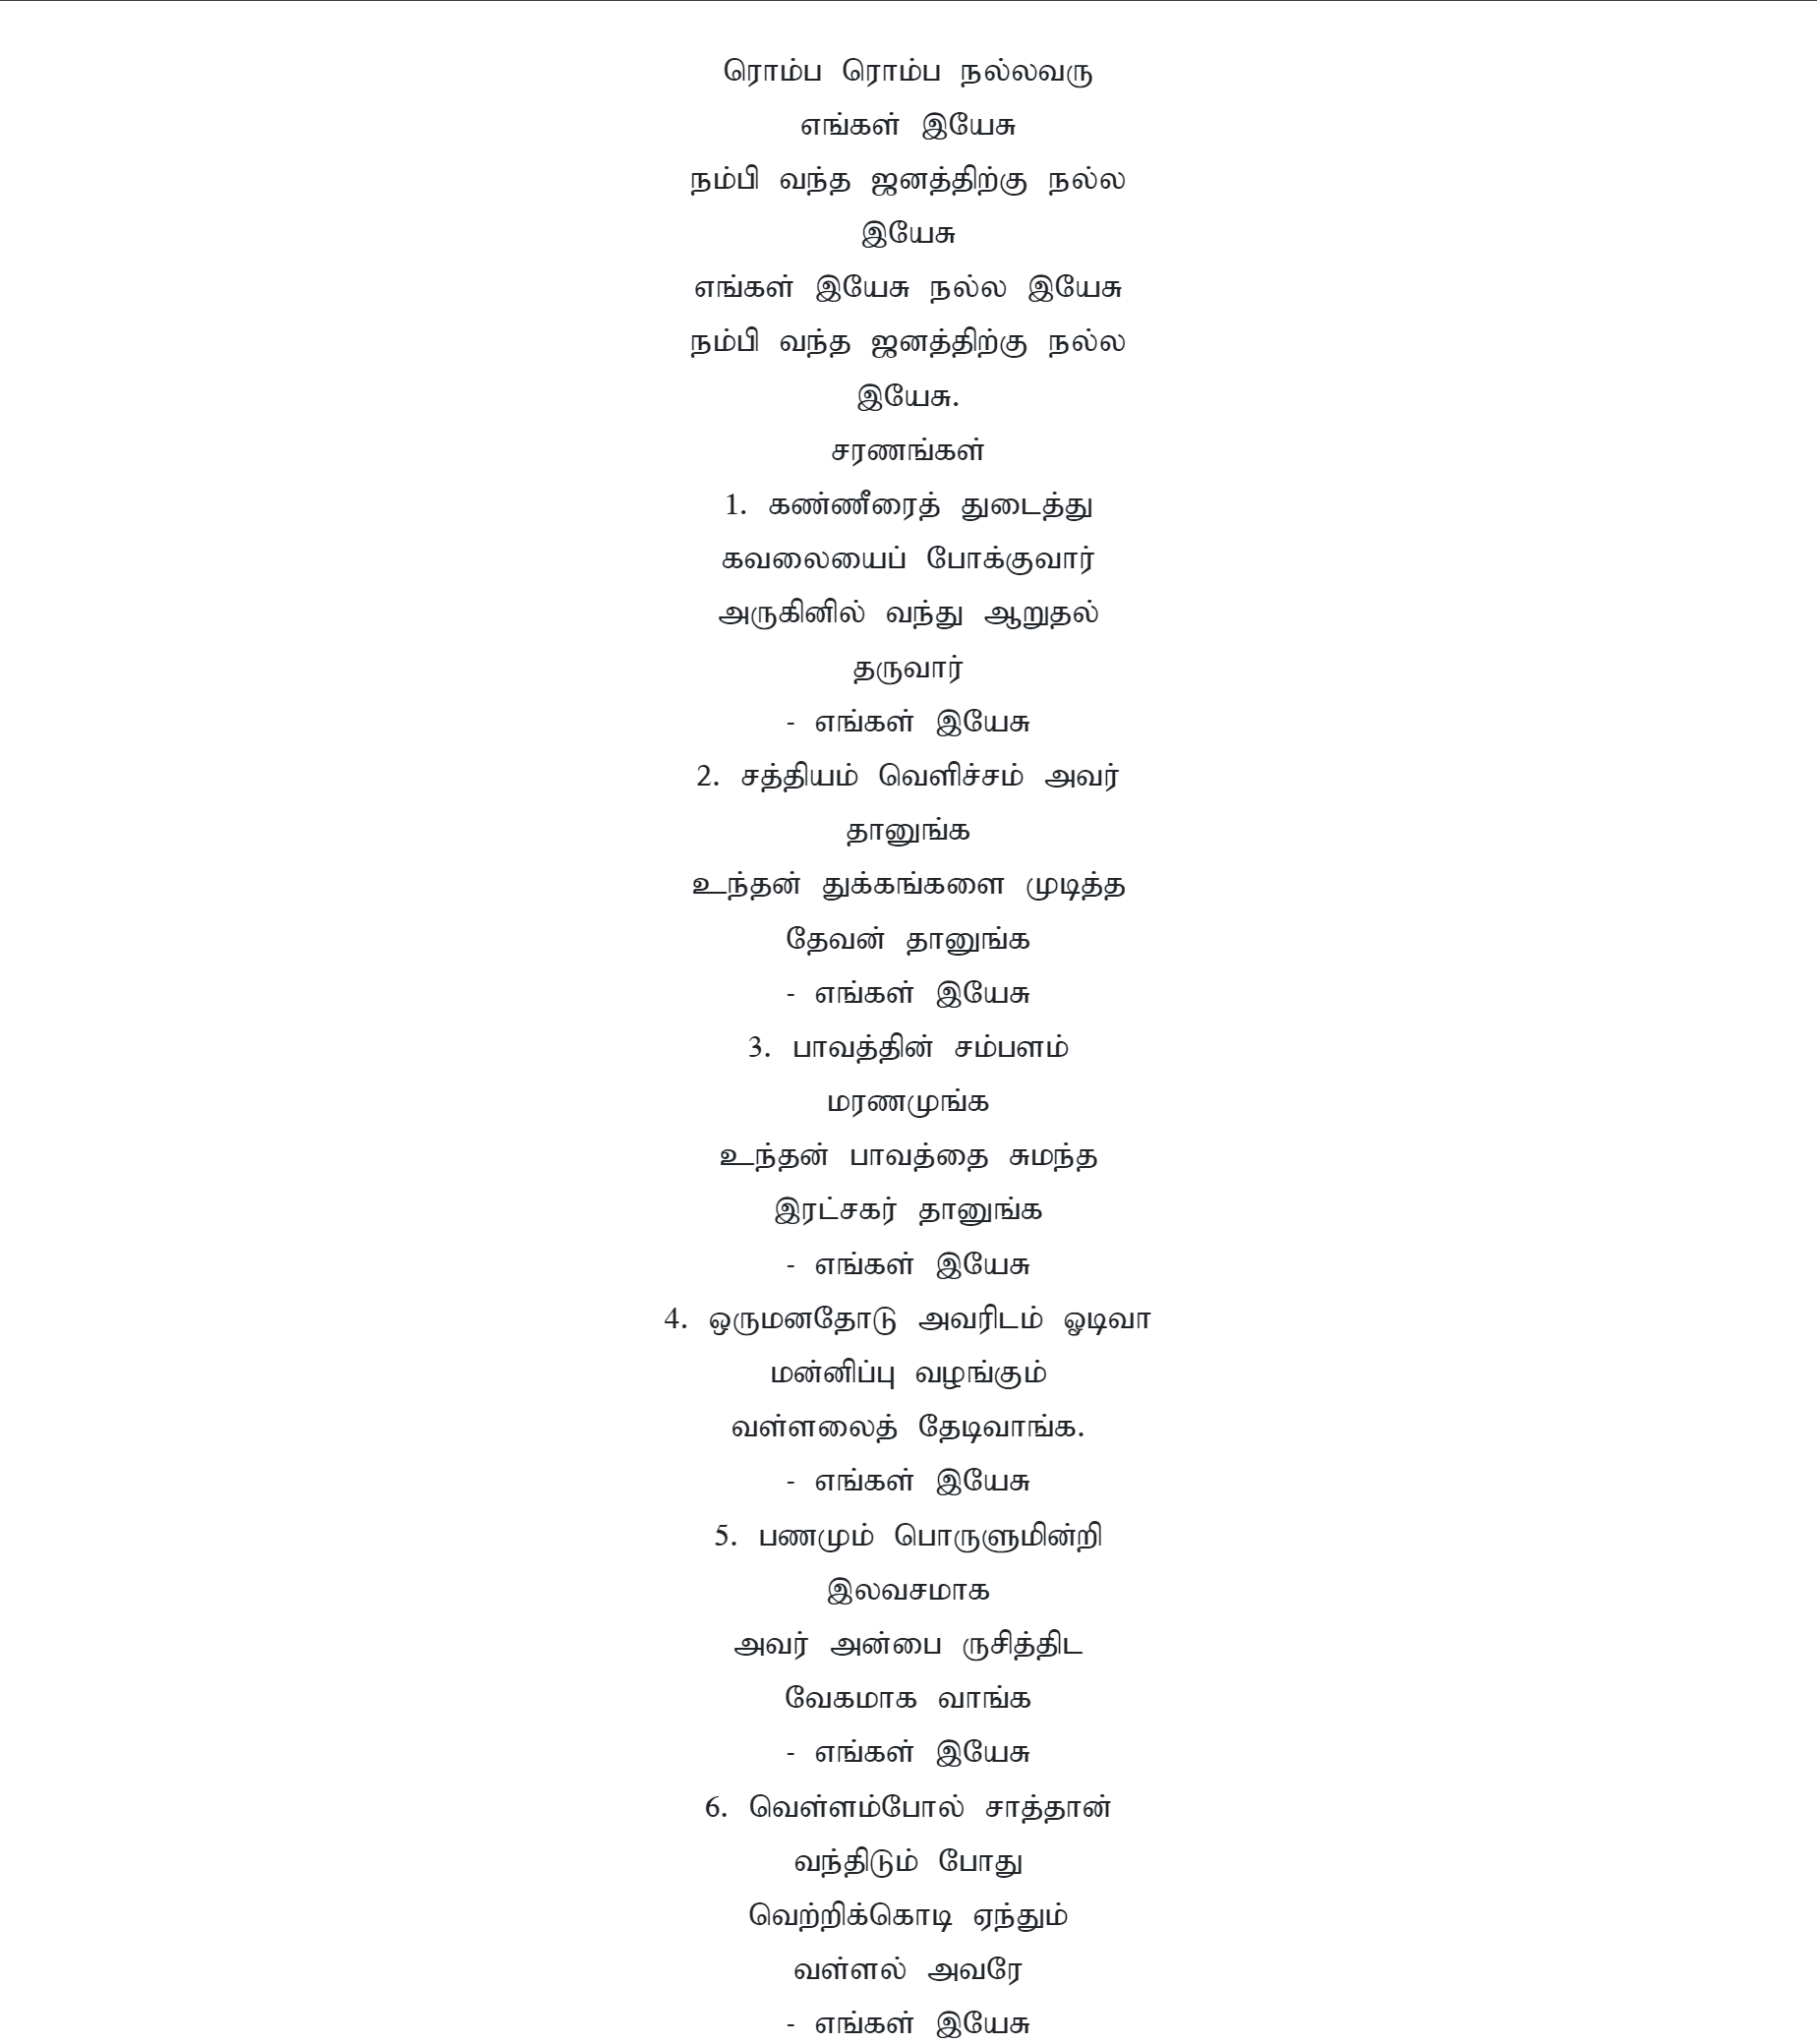 ரொம்ப ரொம்ப நல்லவரு
எங்கள் இயேசு
நம்பி வந்த ஜனத்திற்கு நல்ல
இயேசு
எங்கள் இயேசு நல்ல இயேசு
நம்பி வந்த ஜனத்திற்கு நல்ல
இயேசு.
சரணங்கள்
1. கண்ணீரைத் துடைத்து
கவலையைப் போக்குவார்
அருகினில் வந்து ஆறுதல்
தருவார்
- எங்கள் இயேசு
2. சத்தியம் வெளிச்சம் அவர்
தானுங்க
உந்தன் துக்கங்களை முடித்த
தேவன் தானுங்க
- எங்கள் இயேசு
3. பாவத்தின் சம்பளம்
மரணமுங்க
உந்தன் பாவத்தை சுமந்த
இரட்சகர் தானுங்க
- எங்கள் இயேசு
4. ஒருமனதோடு அவரிடம் ஓடிவா
மன்னிப்பு வழங்கும்
வள்ளலைத் தேடிவாங்க.
- எங்கள் இயேசு
5. பணமும் பொருளுமின்றி
இலவசமாக
அவர் அன்பை ருசித்திட
வேகமாக வாங்க
- எங்கள் இயேசு
6. வெள்ளம்போல் சாத்தான்
வந்திடும் போது
வெற்றிக்கொடி ஏந்தும்
வள்ளல் அவரே
- எங்கள் இயேசு